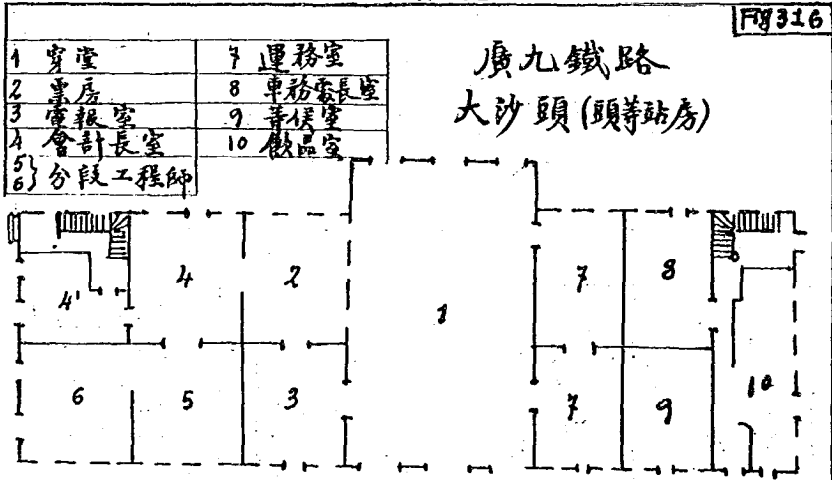 Fig 316
廣九鐵路
大沙頭(頭等站房)
1 穿堂
2 票房
3 電報室
4 會計長室
5
6 } 分段工程師
7 運務室
8 車務處長室
9 等候室
10 飲品室
4 2 1 7 8
4'
6 5 3 7 9 10